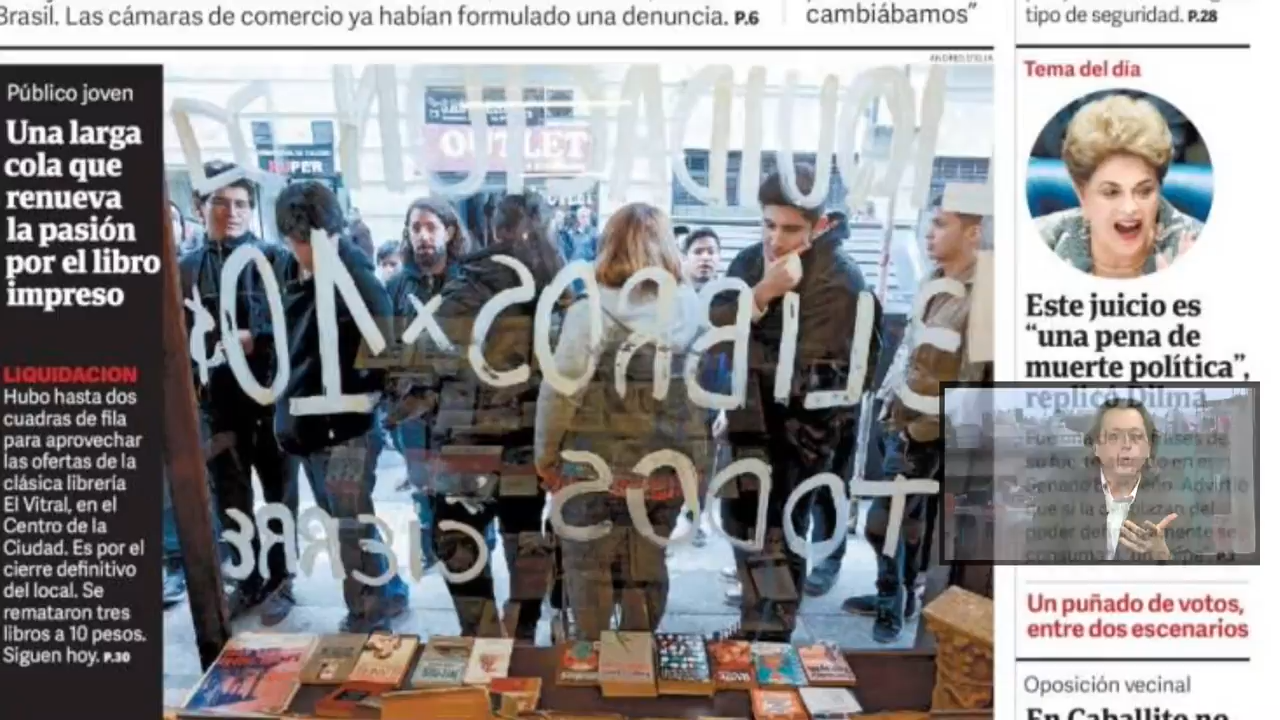 Brasil. Las cámaras de comercio ya habían formulado una denuncia. P.6
cambiábamos”
tipo de seguridad. P.28
ANDRES D'ELIA
Público joven
Una larga
cola que
renueva
la pasión
por el libro
impreso
LIQUIDACION
Hubo hasta dos
cuadras de fila
para aprovechar
las ofertas de la
clásica librería
El Vitral, en el
Centro de la
Ciudad. Es por el
cierre definitivo
del local. Se
remataron tres
libros a 10 pesos.
Siguen hoy. P.30
LIQUIDACION
OUTLET
3 LIBROS x $10
TODOS
CIERRE
Tema del día
Este juicio es
“una pena de
muerte política”,
replicó Dilma
Un puñado de votos,
entre dos escenarios
Oposición vecinal
En Caballito no